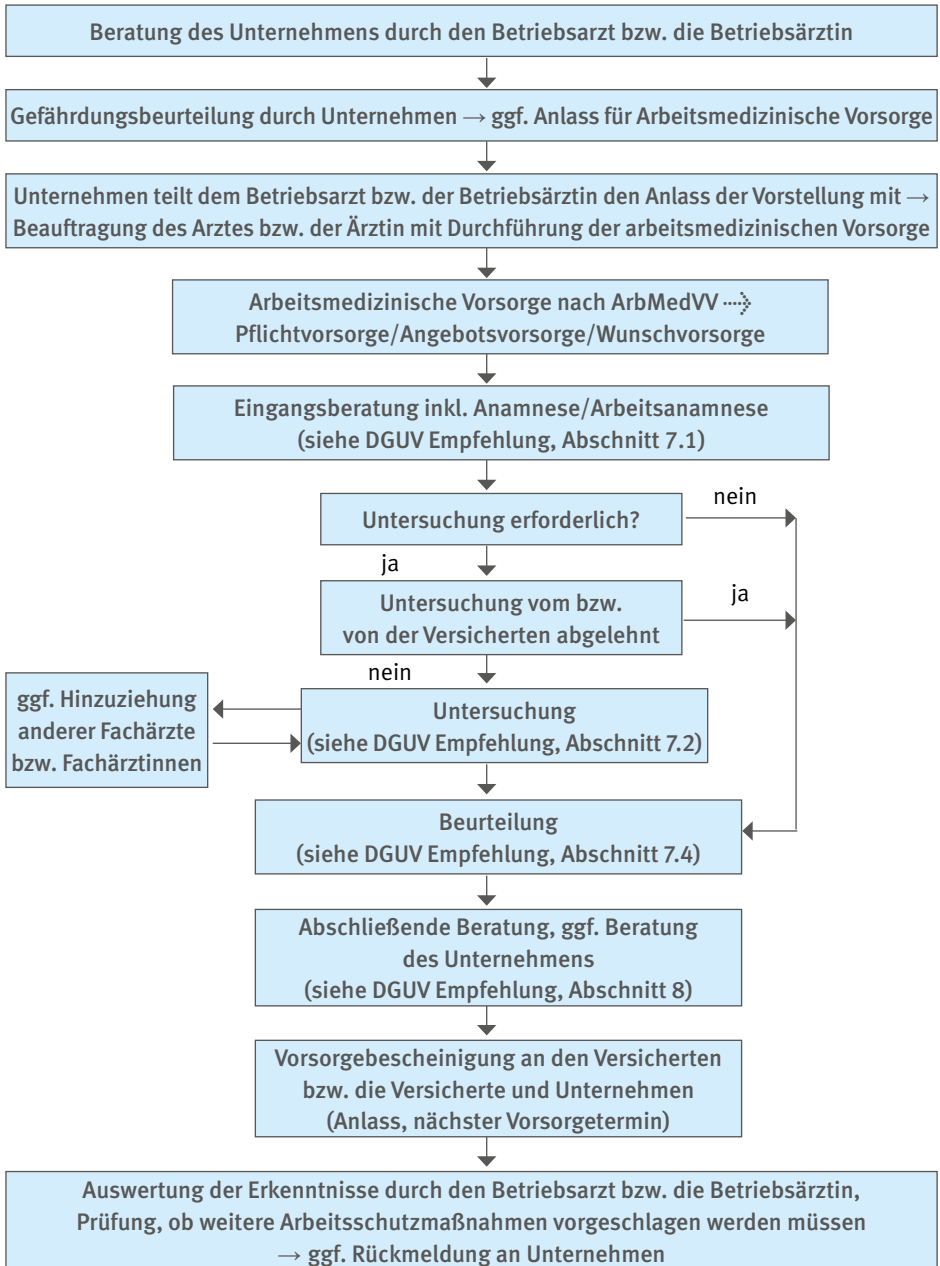 Beratung des Unternehmens durch den Betriebsarzt bzw. die Betriebsärztin
Gefährdungsbeurteilung durch Unternehmen → ggf. Anlass für Arbeitsmedizinische Vorsorge
Unternehmen teilt dem Betriebsarzt bzw. der Betriebsärztin den Anlass der Vorstellung mit →
Beauftragung des Arztes bzw. der Ärztin mit Durchführung der arbeitsmedizinischen Vorsorge
Arbeitsmedizinische Vorsorge nach ArbMedVV ⤑
Pflichtvorsorge/Angebotsvorsorge/Wunschvorsorge
Eingangsberatung inkl. Anamnese/Arbeitsanamnese
(siehe DGUV Empfehlung, Abschnitt 7.1)
Untersuchung erforderlich?
nein
ja
Untersuchung vom bzw.
von der Versicherten abgelehnt
ja
nein
ggf. Hinzuziehung
anderer Fachärzte
bzw. Fachärztinnen
Untersuchung
(siehe DGUV Empfehlung, Abschnitt 7.2)
Beurteilung
(siehe DGUV Empfehlung, Abschnitt 7.4)
Abschließende Beratung, ggf. Beratung
des Unternehmens
(siehe DGUV Empfehlung, Abschnitt 8)
Vorsorgebescheinigung an den Versicherten
bzw. die Versicherte und Unternehmen
(Anlass, nächster Vorsorgetermin)
Auswertung der Erkenntnisse durch den Betriebsarzt bzw. die Betriebsärztin,
Prüfung, ob weitere Arbeitsschutzmaßnahmen vorgeschlagen werden müssen
→ ggf. Rückmeldung an Unternehmen